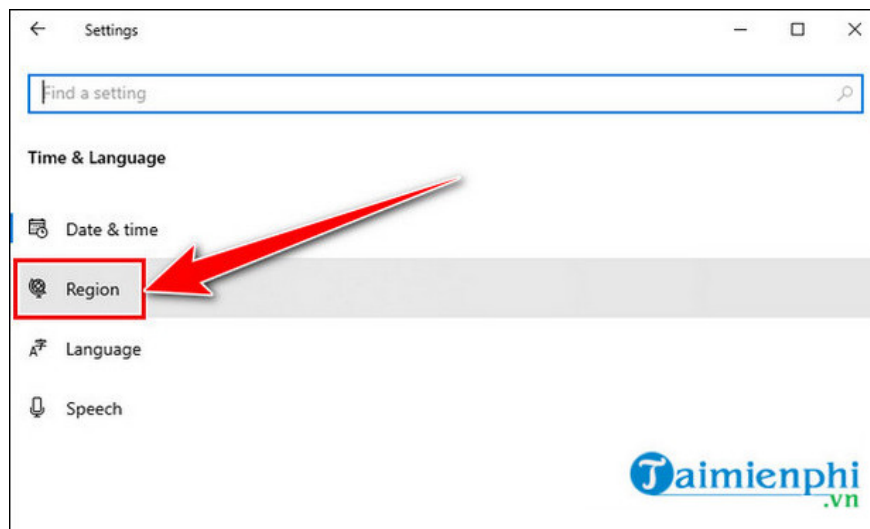 Settings
Find a setting
Time & Language
Date & time
Region
Language
Speech
Taimienphi
.vn